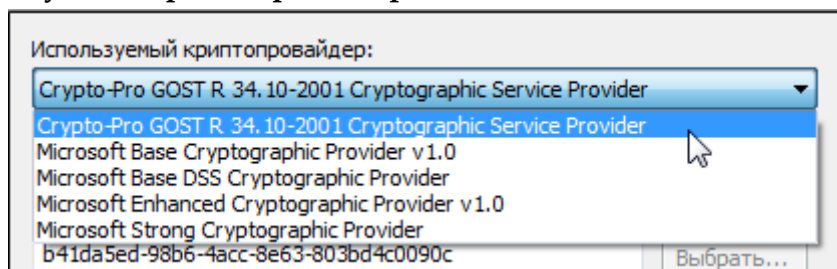 Используемый криптопровайдер:
Crypto-Pro GOST R 34.10-2001 Cryptographic Service Provider
Crypto-Pro GOST R 34.10-2001 Cryptographic Service Provider
Microsoft Base Cryptographic Provider v1.0
Microsoft Base DSS Cryptographic Provider
Microsoft Enhanced Cryptographic Provider v1.0
Microsoft Strong Cryptographic Provider
b41da5ed-98b6-4acc-8e63-803bd4c0090c
Выбрать...